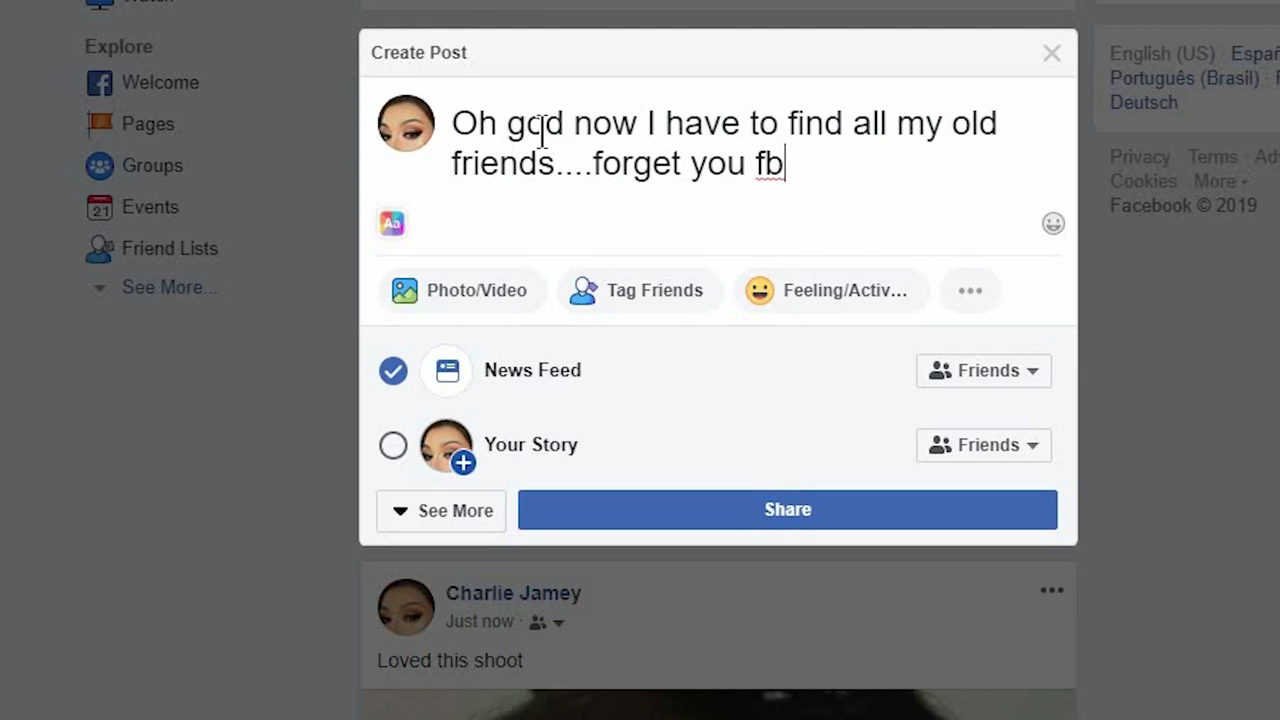 Explore
Welcome
Pages
Groups
21
Events
Friend Lists
See More...
Create Post
Oh god now I have to find all my old
friends....forget you fb
Aa
Photo/Video
Tag Friends
Feeling/Activ...
News Feed
Friends
Your Story
Friends
See More
Share
Charlie Jamey
Just now ·
Loved this shoot
English (US) ·
Português (Brasil) ·
Deutsch
Privacy · Terms ·
Cookies · More
Facebook © 2019